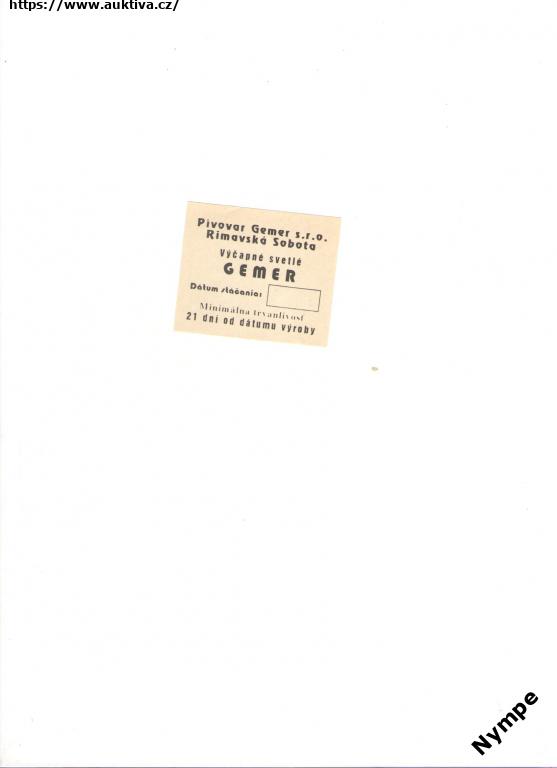 https://www.auktiva.cz/
Pivovar Gemer s.r.o.
Rimavská Sobota
Výčapné svetlé
GEMER
Dátum stáčania:
Minimálna trvanlivosť
21 dní od dátumu výroby
Nympe